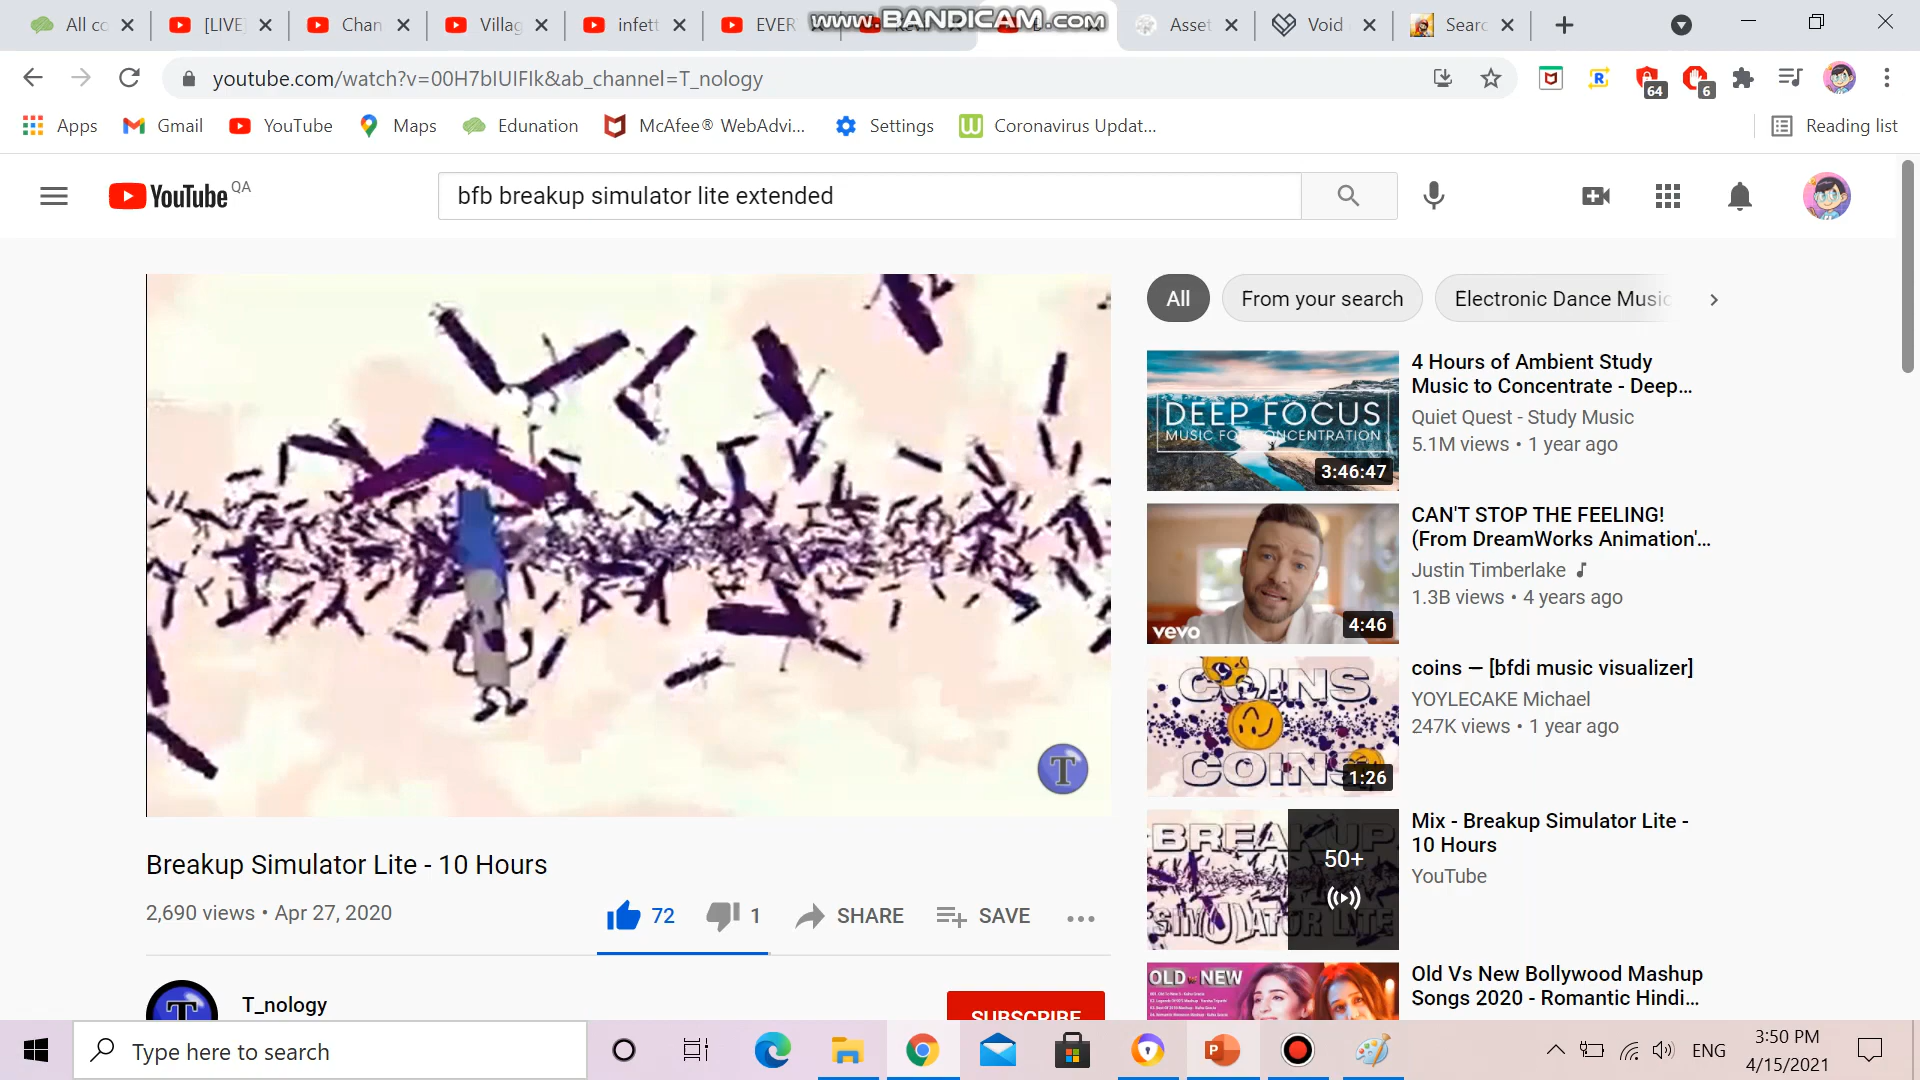 All co
[LIVE
Chan
Villag
infett
EVER
www.BANDICAM.com
Asset
Void
Searc
youtube.com/watch?v=00H7bIUIFIk&ab_channel=T_nology
64
6
Apps
Gmail
YouTube
Maps
Edunation
McAfee® WebAdvi...
Settings
Coronavirus Updat...
Reading list
YouTube QA
bfb breakup simulator lite extended
All
From your search
Electronic Dance Music
T
Breakup Simulator Lite - 10 Hours
2,690 views • Apr 27, 2020
72
1
SHARE
SAVE
T
T_nology
SUBSCRIBE
DEEP FOCUS
MUSIC FOR CONCENTRATION
3:46:47
4 Hours of Ambient Study
Music to Concentrate - Deep...
Quiet Quest - Study Music
5.1M views • 1 year ago
vevo
4:46
CAN'T STOP THE FEELING!
(From DreamWorks Animation'...
Justin Timberlake
1.3B views • 4 years ago
COINS
COINS
1:26
coins — [bfdi music visualizer]
YOYLECAKE Michael
247K views • 1 year ago
BREAKUP
SIMULATOR LITE
50+
Mix - Breakup Simulator Lite -
10 Hours
YouTube
OLD vs NEW
Old Vs New Bollywood Mashup
Songs 2020 - Romantic Hindi...
Type here to search
ENG
3:50 PM
4/15/2021